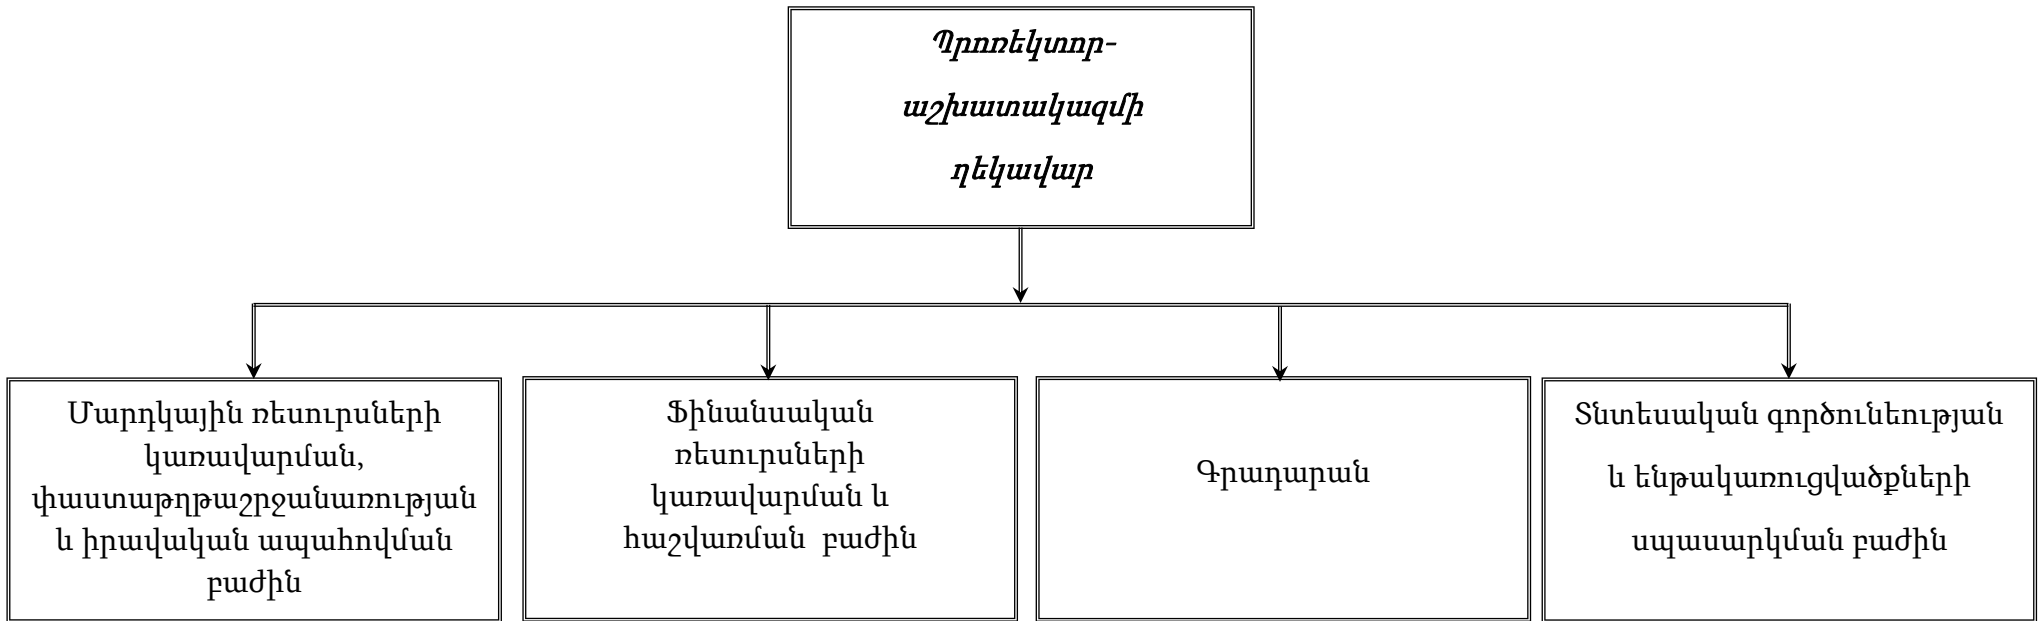 Պրոռեկտոր-
աշխատակազմի
ղեկավար
Մարդկային ռեսուրսների
կառավարման,
փաստաթղթաշրջանառության
և իրավական ապահովման
բաժին
Ֆինանսական
ռեսուրսների
կառավարման և
հաշվառման բաժին
Գրադարան
Տնտեսական գործունեության
և ենթակառուցվածքների
սպասարկման բաժին